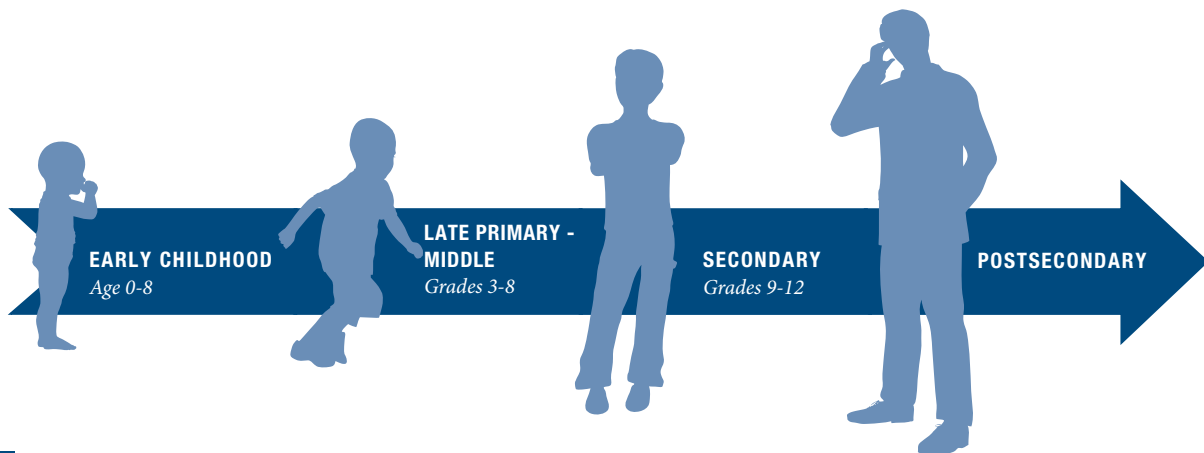 EARLY CHILDHOOD
Age 0-8
LATE PRIMARY -
MIDDLE
Grades 3-8
SECONDARY
Grades 9-12
POSTSECONDARY